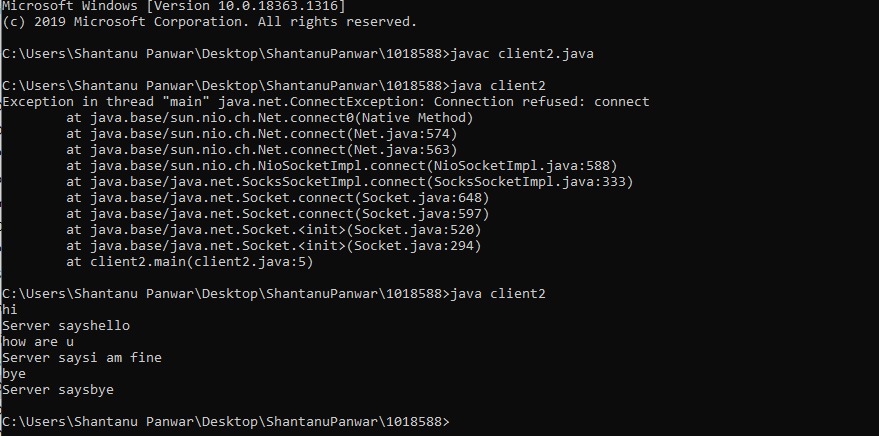 Microsoft Windows [Version 10.0.18363.1316]
(c) 2019 Microsoft Corporation. All rights reserved.
C:\Users\Shantanu Panwar\Desktop\ShantanuPanwar\1018588>javac client2.java
C:\Users\Shantanu Panwar\Desktop\ShantanuPanwar\1018588>java client2
Exception in thread "main" java.net.ConnectException: Connection refused: connect
at java.base/sun.nio.ch.Net.connect0(Native Method)
at java.base/sun.nio.ch.Net.connect(Net.java:574)
at java.base/sun.nio.ch.Net.connect(Net.java:563)
at java.base/sun.nio.ch.NioSocketImpl.connect(NioSocketImpl.java:588)
at java.base/java.net.SocksSocketImpl.connect(SocksSocketImpl.java:333)
at java.base/java.net.Socket.connect(Socket.java:648)
at java.base/java.net.Socket.connect(Socket.java:597)
at java.base/java.net.Socket.<init>(Socket.java:520)
at java.base/java.net.Socket.<init>(Socket.java:294)
at client2.main(client2.java:5)
C:\Users\Shantanu Panwar\Desktop\ShantanuPanwar\1018588>java client2
hi
Server sayshello
how are u
Server saysi am fine
bye
Server saysbye
C:\Users\Shantanu Panwar\Desktop\ShantanuPanwar\1018588>